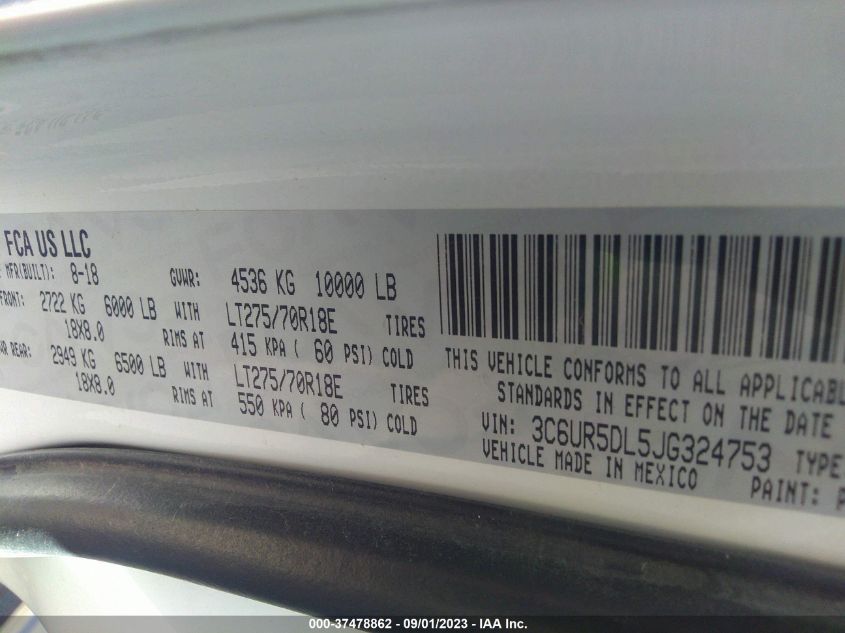 FCA US LLC
MFR(BUILT): 8-18 GVWR: 4536 KG 10000 LB
FRONT: 2722 KG 6000 LB WITH LT275/70R18E TIRES
18X8.0 RIMS AT 415 KPA ( 60 PSI) COLD
REAR: 2949 KG 6500 LB WITH LT275/70R18E TIRES
18X8.0 RIMS AT 550 KPA ( 80 PSI) COLD
THIS VEHICLE CONFORMS TO ALL APPLICABL
STANDARDS IN EFFECT ON THE DATE
VIN: 3C6UR5DL5JG324753 TYPE
VEHICLE MADE IN MEXICO PAINT: P
000-37478862 - 09/01/2023 - IAA Inc.